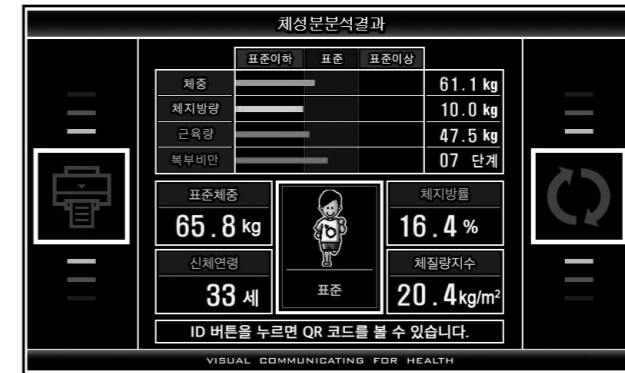 체성분분석결과
표준이하 표준 표준이상
체중 61.1 kg
체지방량 10.0 kg
근육량 47.5 kg
복부비만 07 단계
표준체중 체지방률
65.8 kg 16.4 %
신체연령 표준 체질량지수
33 세 20.4 kg/m²
ID 버튼을 누르면 QR 코드를 볼 수 있습니다.
VISUAL COMMUNICATING FOR HEALTH